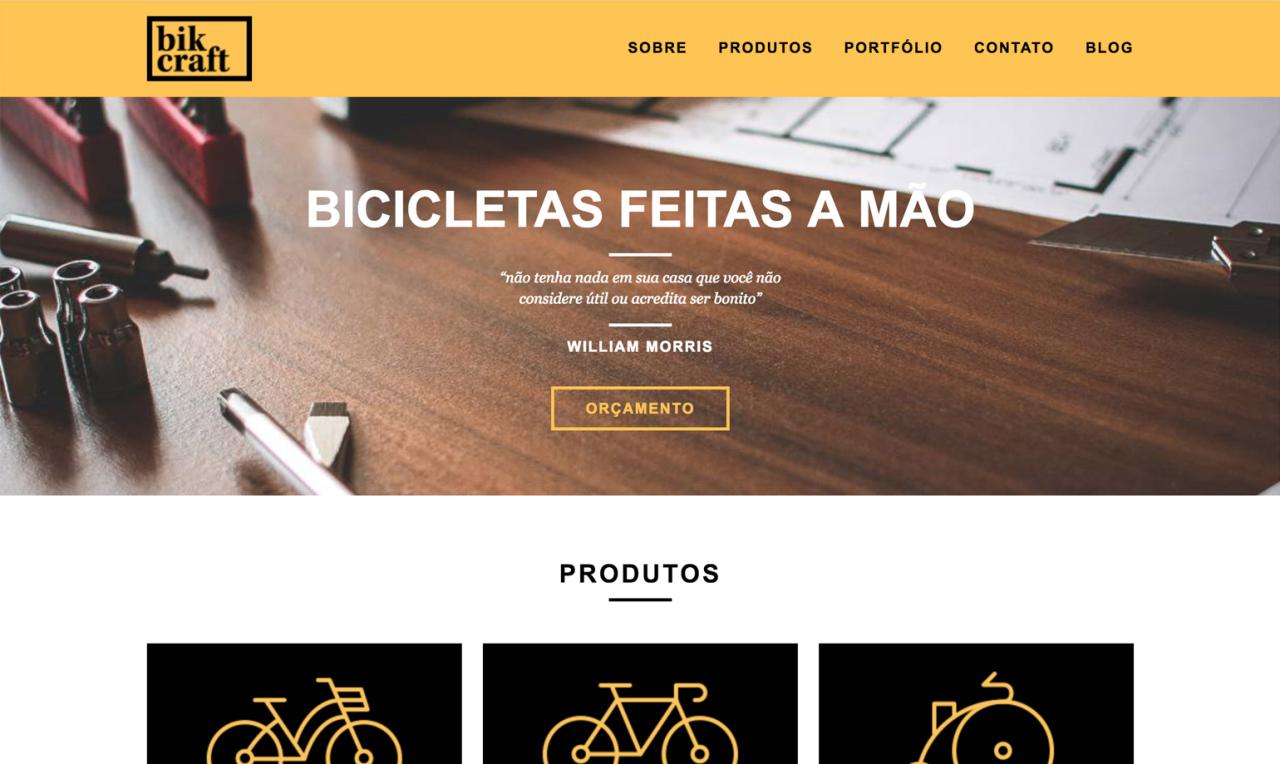 bik
craft
SOBRE PRODUTOS PORTFÓLIO CONTATO BLOG
BICICLETAS FEITAS A MÃO
“não tenha nada em sua casa que você não
considere útil ou acredita ser bonito”
WILLIAM MORRIS
ORÇAMENTO
PRODUTOS